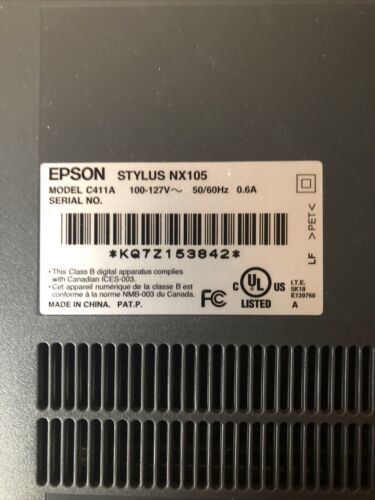 EPSON STYLUS NX105
MODEL C411A 100-127V~ 50/60Hz 0.6A
SERIAL NO.
*KQ7Z153842*
• This Class B digital apparatus complies
with Canadian ICES-003.
• Cet appareil numérique de la classe B est
conforme à la norme NMB-003 du Canada.
MADE IN CHINA. PAT.P.
FC
C UL US
LISTED
I.T.E.
5K18
E139760
A
LF >PET<